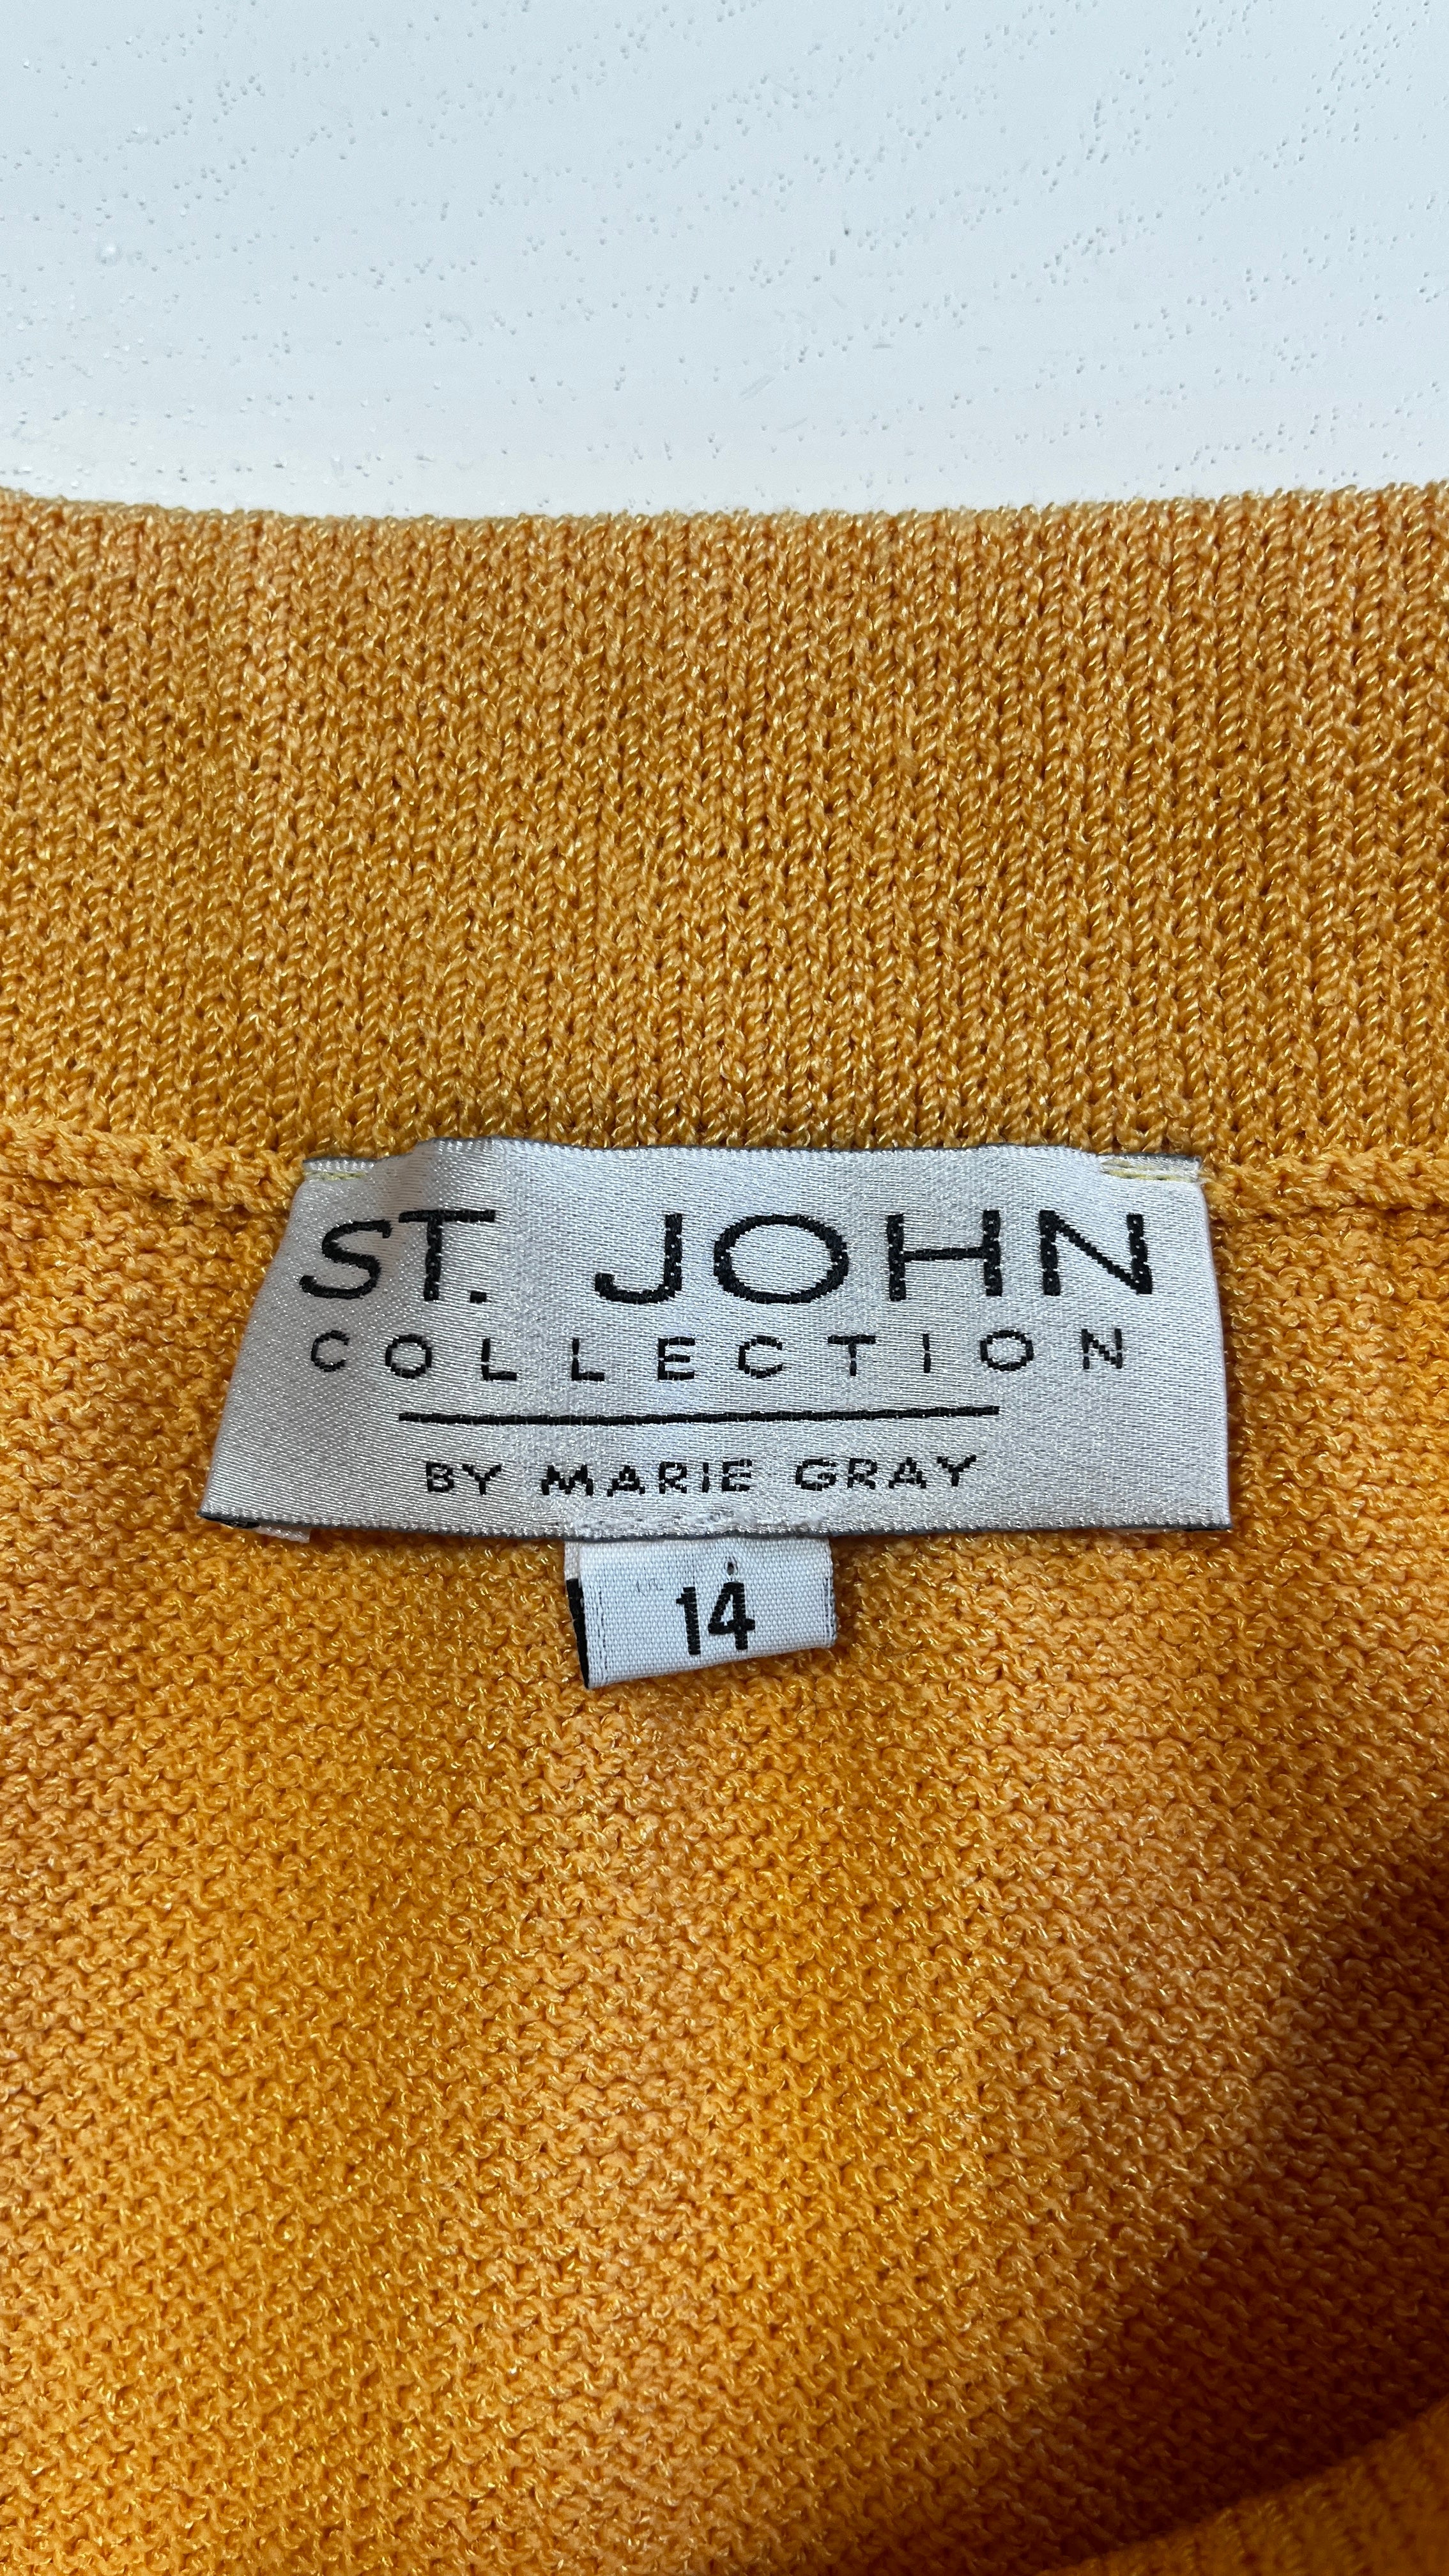 ST. JOHN
COLLECTION
BY MARIE GRAY
14